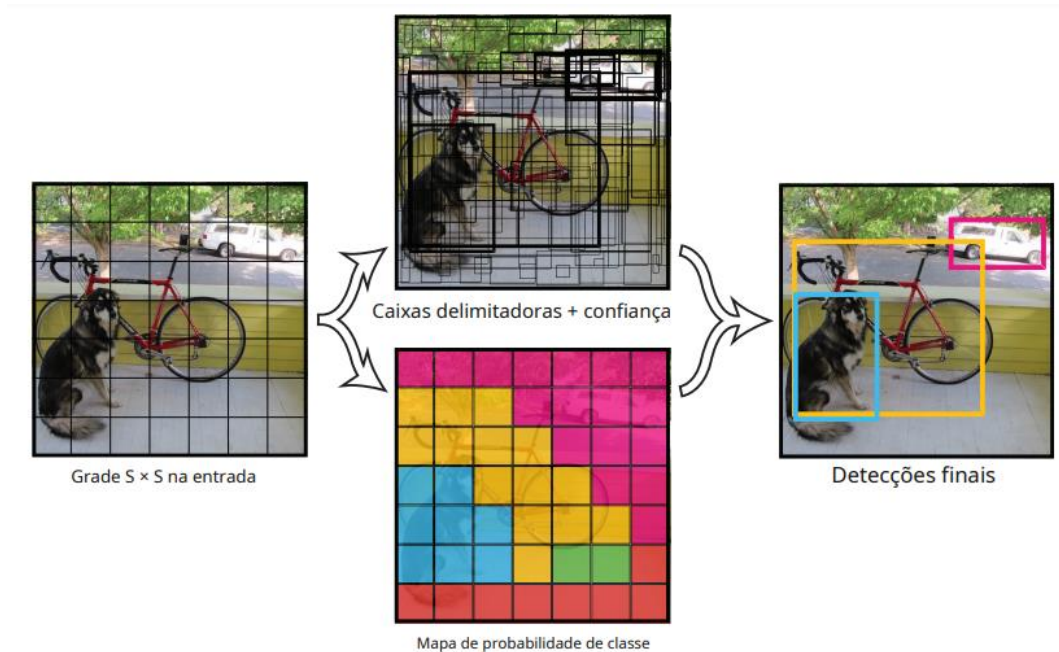 Caixas delimitadoras + confiança
Grade S × S na entrada
Detecções finais
Mapa de probabilidade de classe